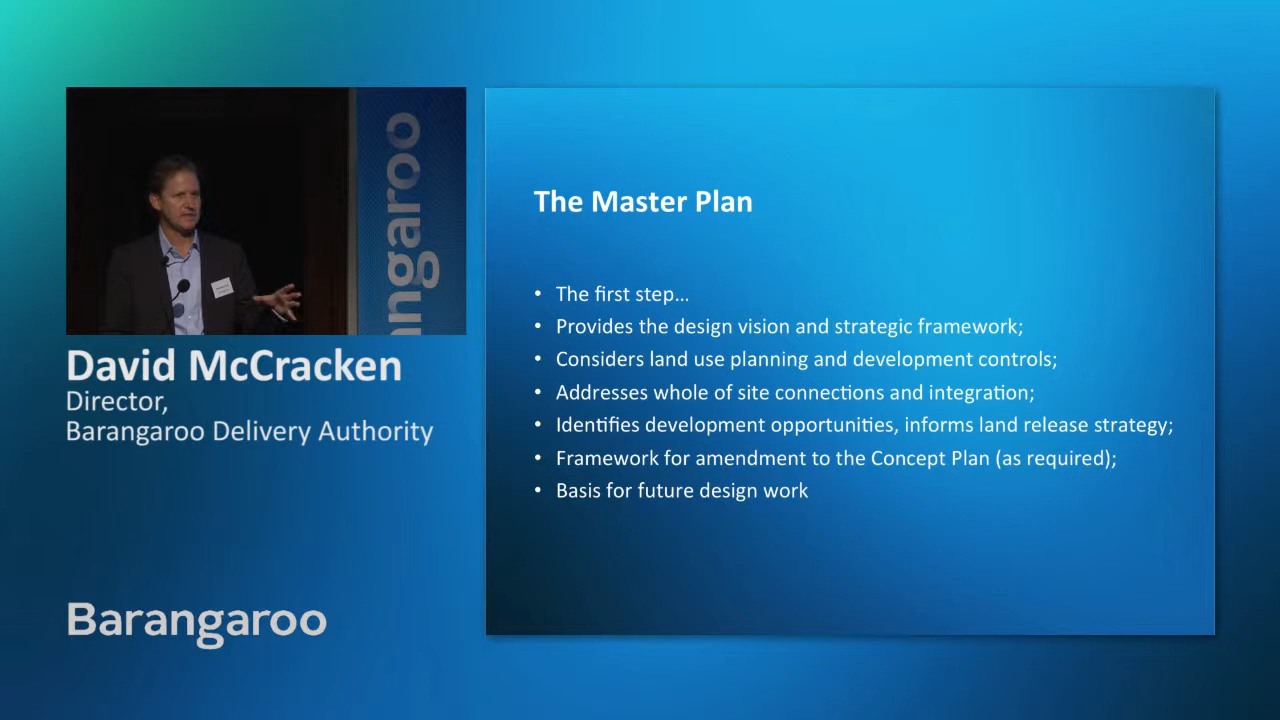 angaroo
David McCracken
Director,
Barangaroo Delivery Authority
Barangaroo
The Master Plan
• The first step...
• Provides the design vision and strategic framework;
• Considers land use planning and development controls;
• Addresses whole of site connections and integration;
• Identifies development opportunities, informs land release strategy;
• Framework for amendment to the Concept Plan (as required);
• Basis for future design work